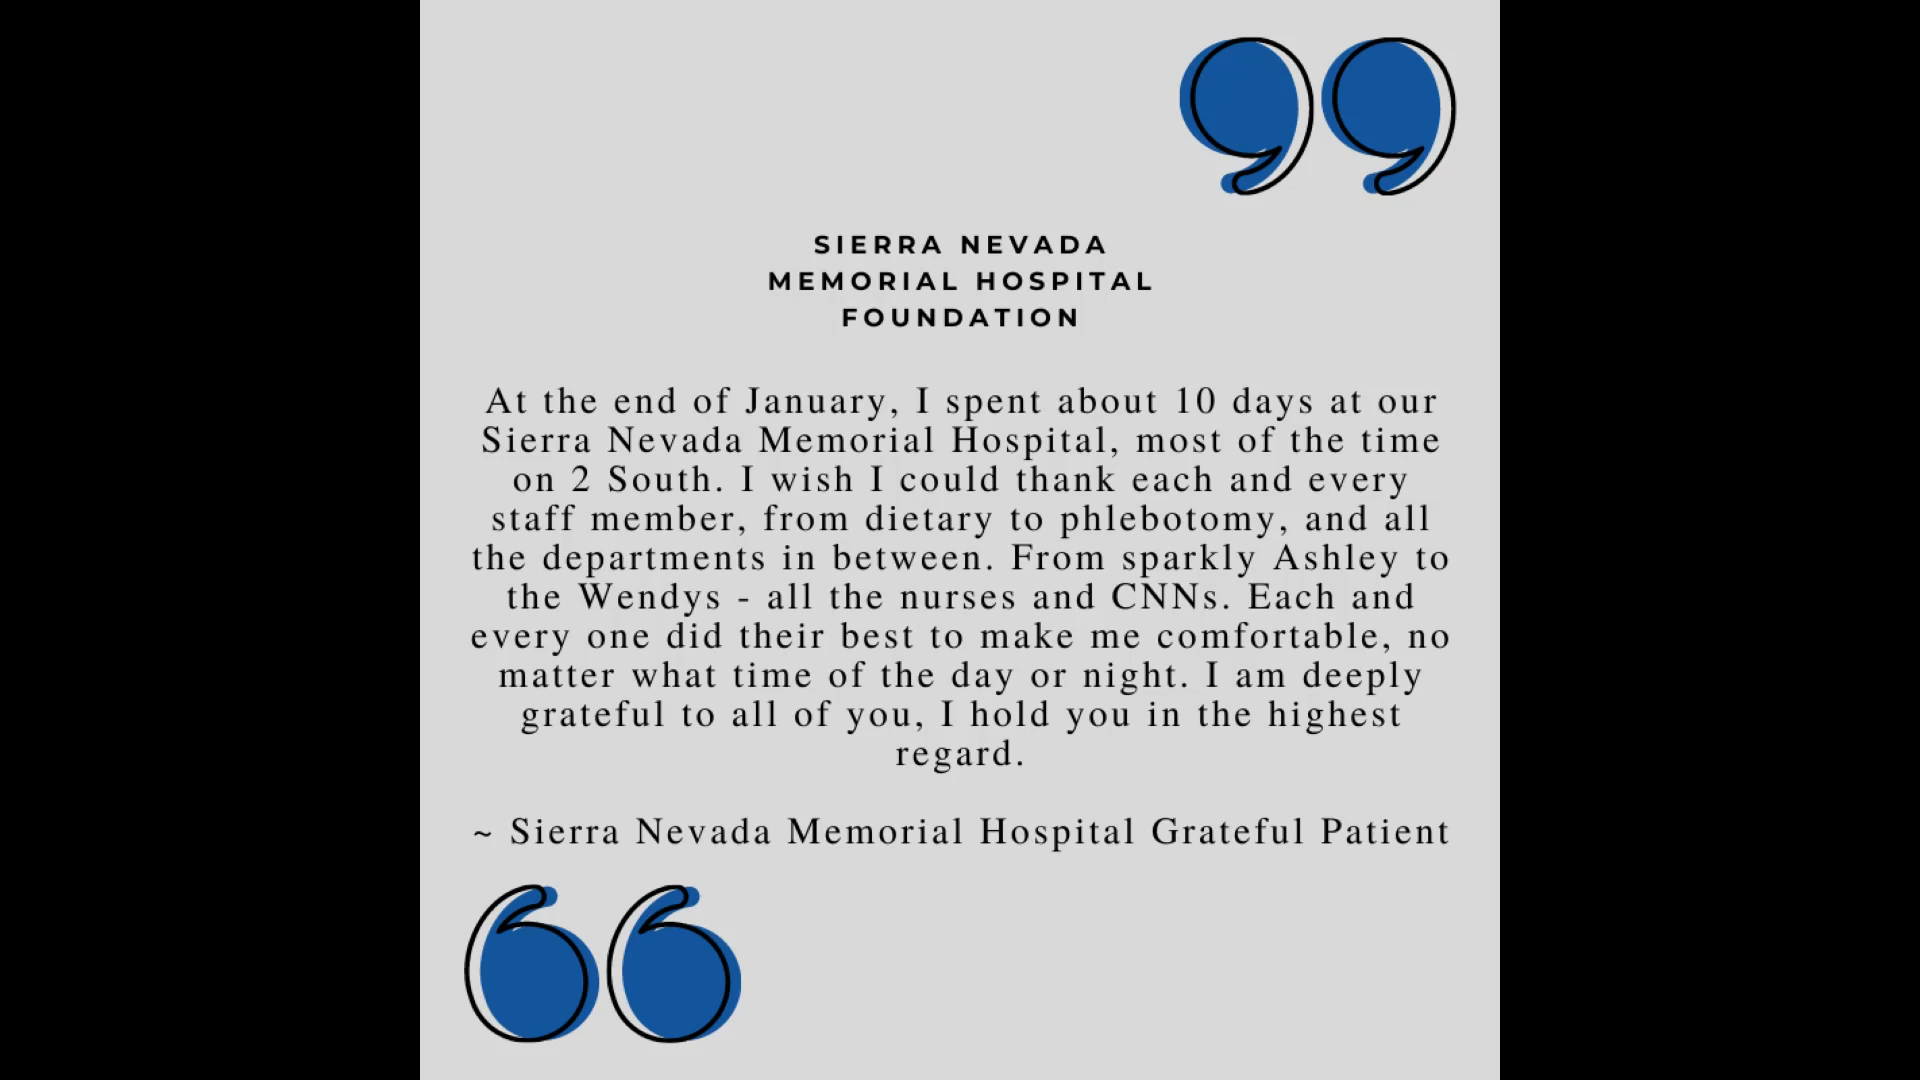 SIERRA NEVADA
MEMORIAL HOSPITAL
FOUNDATION
At the end of January, I spent about 10 days at our
Sierra Nevada Memorial Hospital, most of the time
on 2 South. I wish I could thank each and every
staff member, from dietary to phlebotomy, and all
the departments in between. From sparkly Ashley to
the Wendys - all the nurses and CNNs. Each and
every one did their best to make me comfortable, no
matter what time of the day or night. I am deeply
grateful to all of you, I hold you in the highest
regard.
~ Sierra Nevada Memorial Hospital Grateful Patient